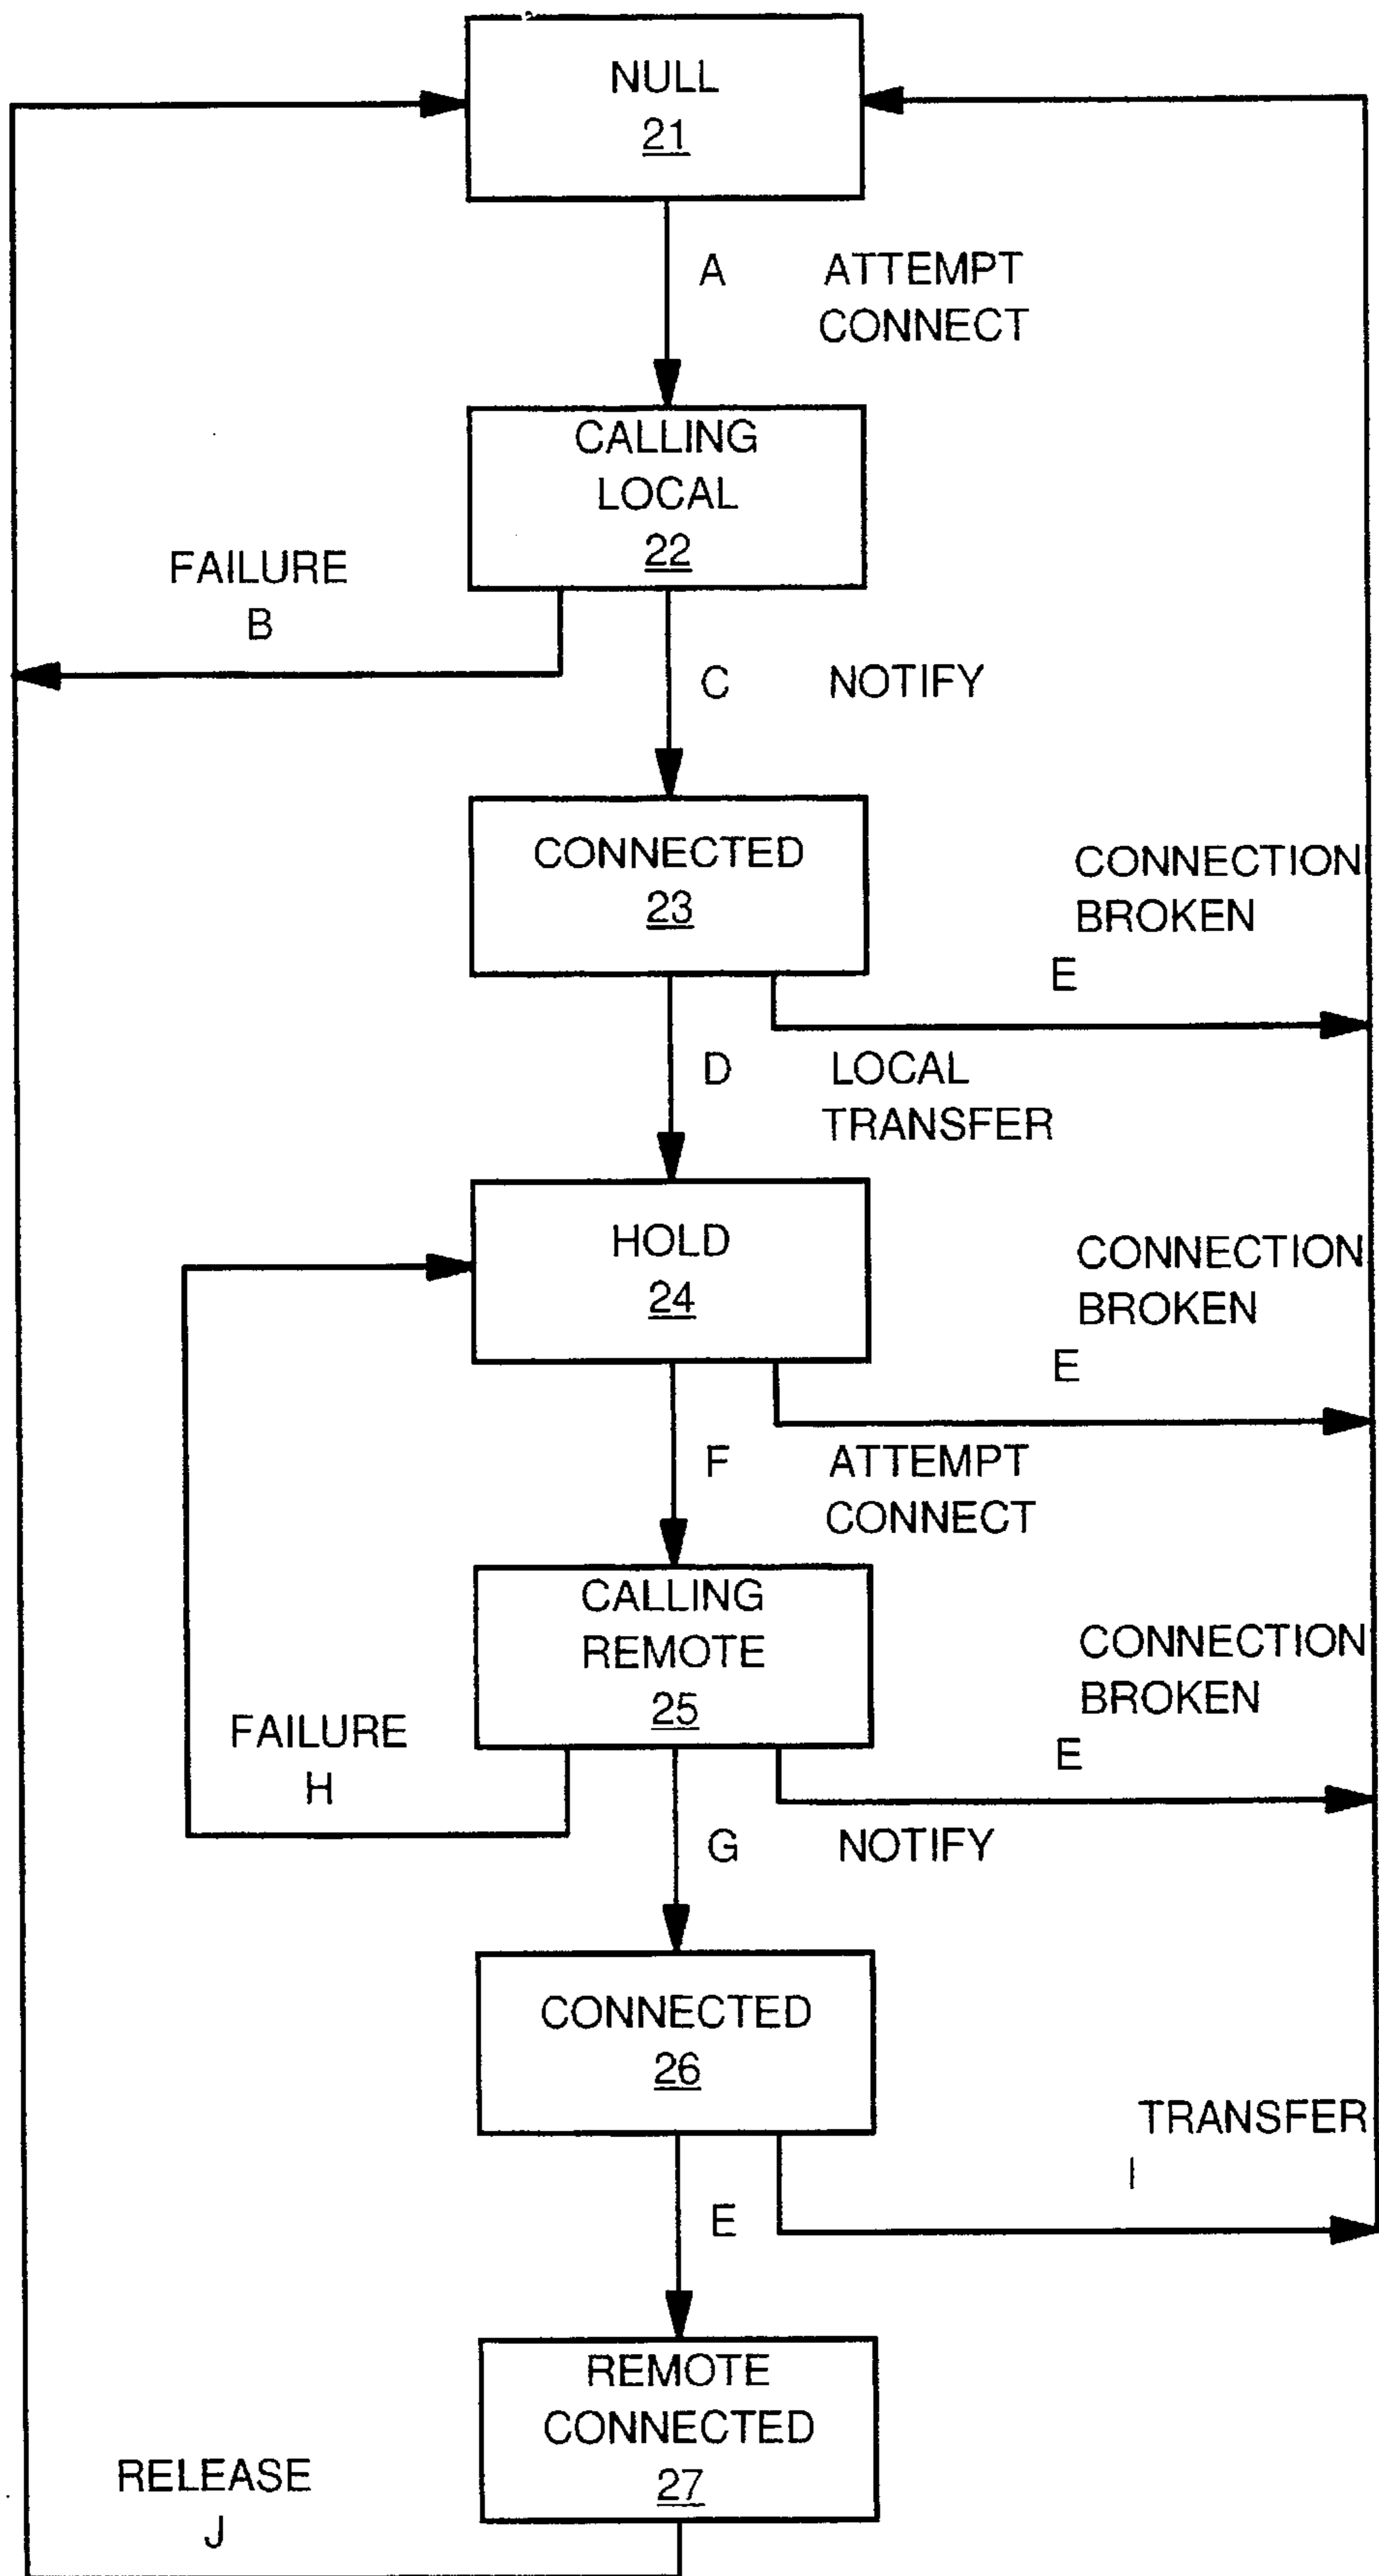 NULL
21
A
ATTEMPT
CONNECT
CALLING
LOCAL
22
FAILURE
B
C
NOTIFY
CONNECTED
23
CONNECTION
BROKEN
E
D
LOCAL
TRANSFER
HOLD
24
CONNECTION
BROKEN
E
F
ATTEMPT
CONNECT
CALLING
REMOTE
25
CONNECTION
BROKEN
E
FAILURE
H
G
NOTIFY
CONNECTED
26
TRANSFER
I
E
REMOTE
CONNECTED
27
RELEASE
J